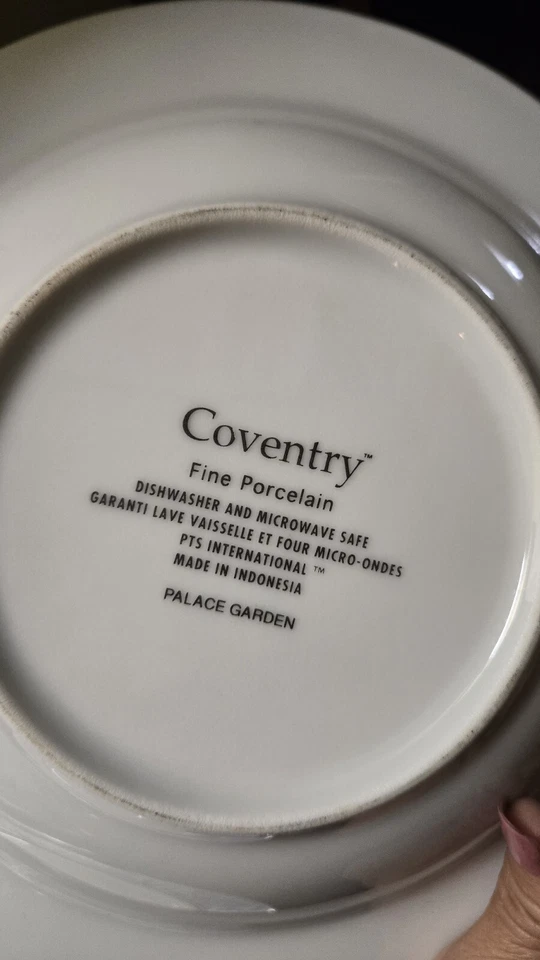 Coventry™
Fine Porcelain
DISHWASHER AND MICROWAVE SAFE
GARANTI LAVE VAISSELLE ET FOUR MICRO-ONDES
PTS INTERNATIONAL ™
MADE IN INDONESIA
PALACE GARDEN